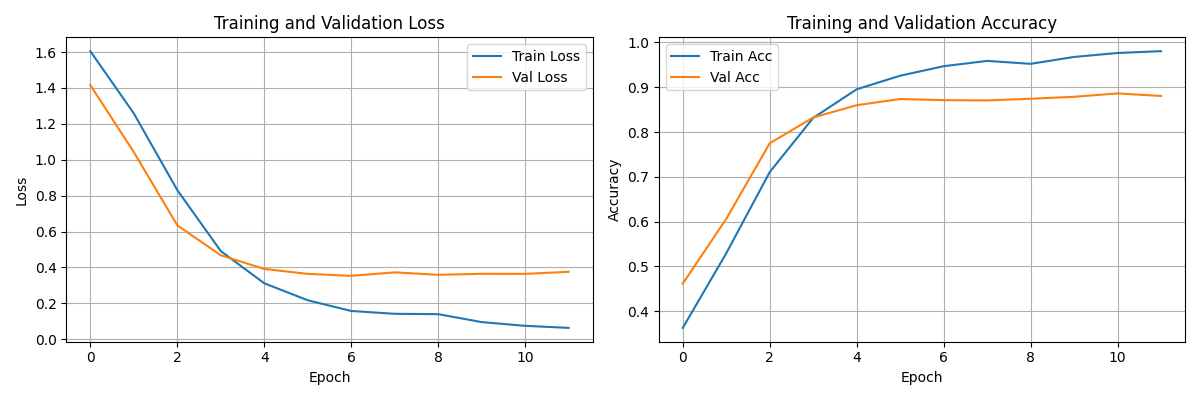 Training and Validation Loss
1.6
1.4
1.2
1.0
0.8
0.6
0.4
0.2
0.0
Loss
Train Loss
Val Loss
0 2 4 6 8 10
Epoch
Training and Validation Accuracy
1.0
0.9
0.8
0.7
0.6
0.5
0.4
Accuracy
Train Acc
Val Acc
0 2 4 6 8 10
Epoch